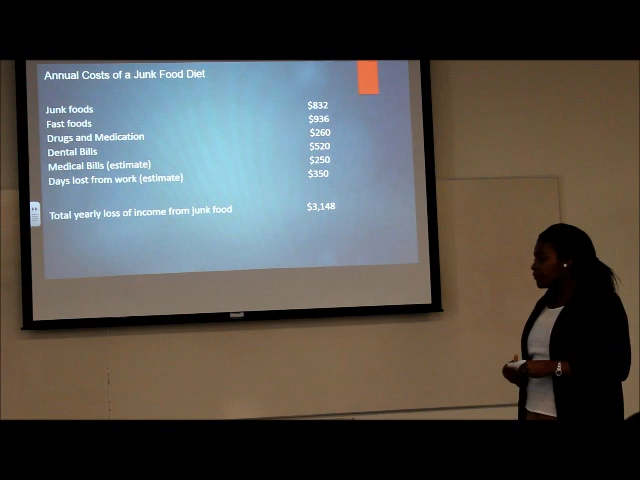 Annual Costs of a Junk Food Diet
Junk foods $832
Fast foods $936
Drugs and Medication $260
Dental Bills $520
Medical Bills (estimate) $250
Days lost from work (estimate) $350
Total yearly loss of income from junk food $3,148